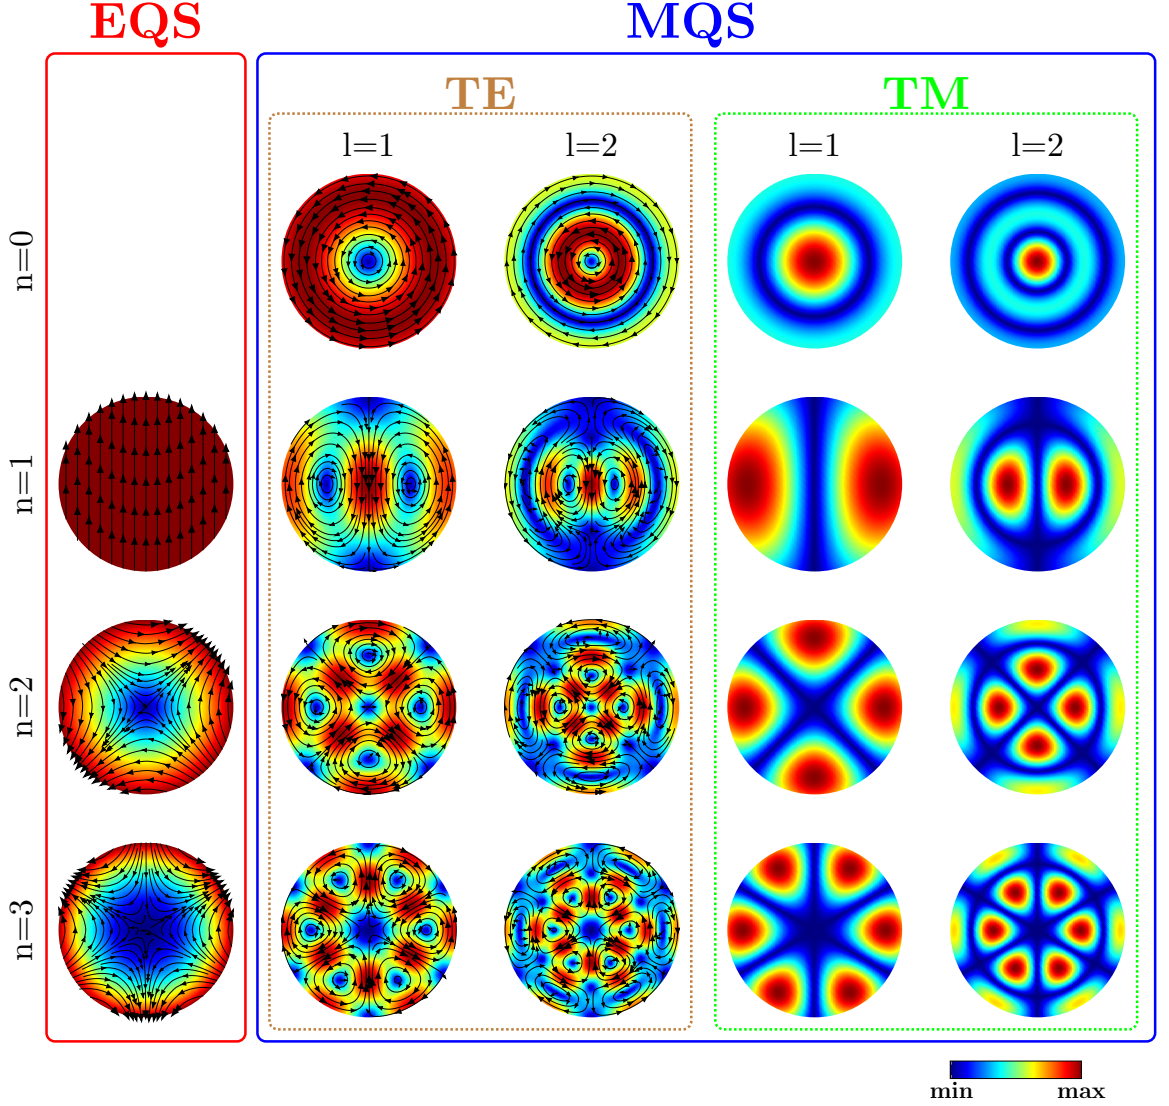 EQS MQS
TE TM
l=1 l=2 l=1 l=2
n=0
n=1
n=2
n=3
min max